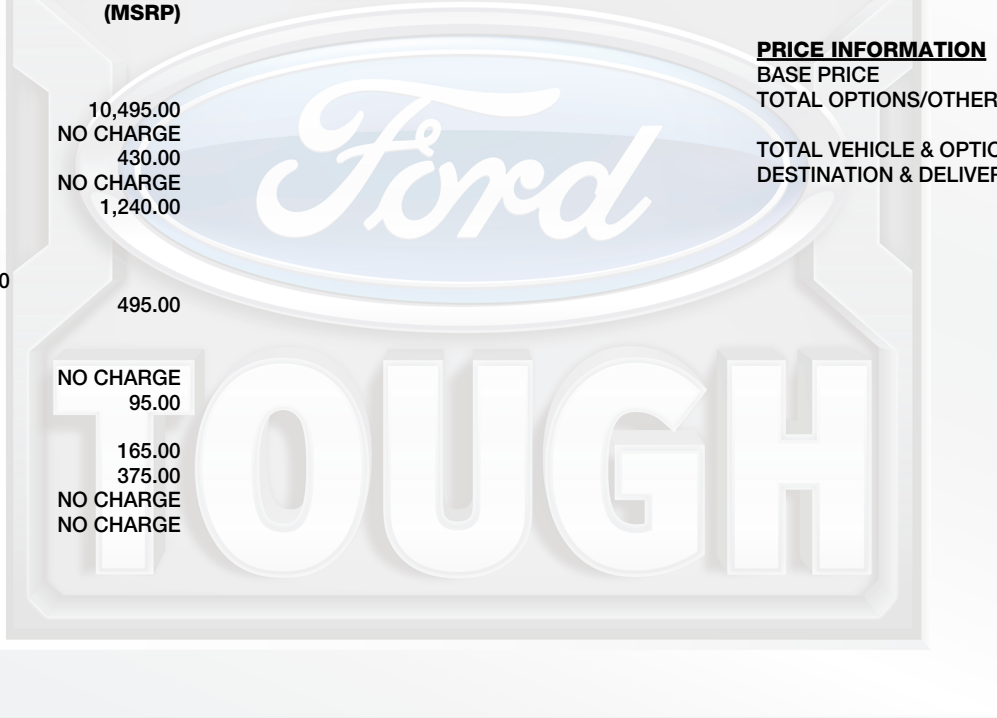 (MSRP)
10,495.00
NO CHARGE
430.00
NO CHARGE
1,240.00
0
495.00
NO CHARGE
95.00
165.00
375.00
NO CHARGE
NO CHARGE
PRICE INFORMATION
BASE PRICE
TOTAL OPTIONS/OTHER
TOTAL VEHICLE & OPTIO
DESTINATION & DELIVER
Ford
TOUGH